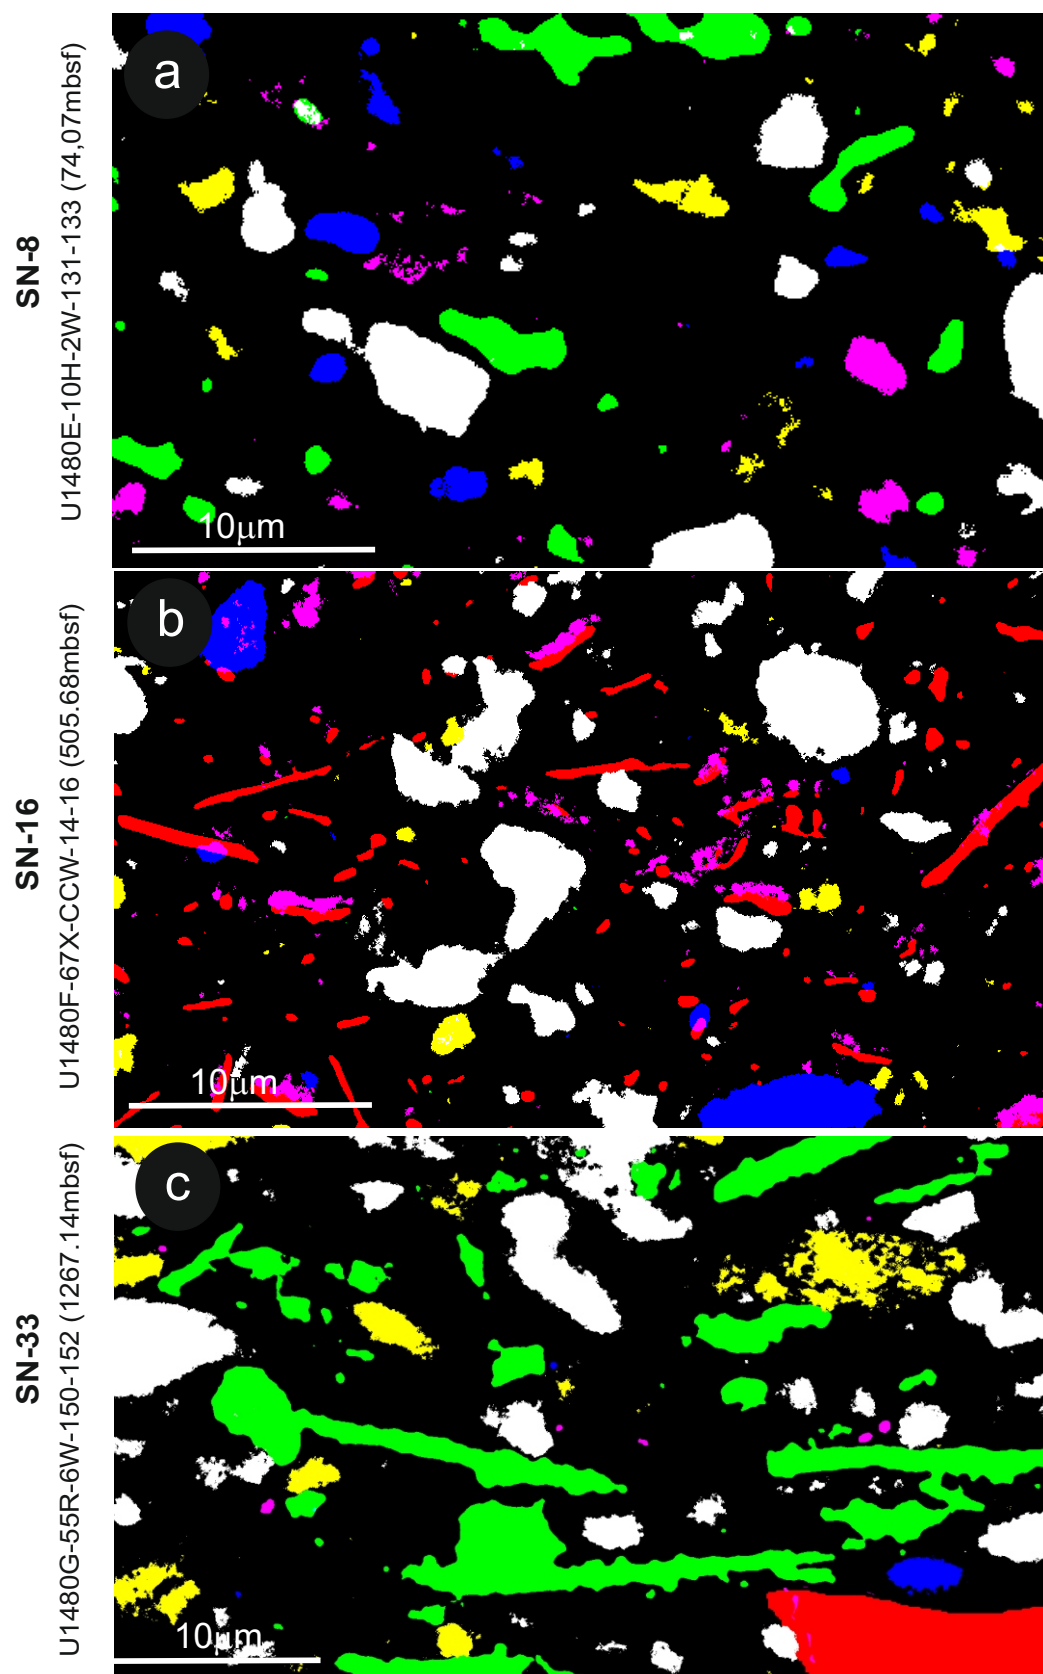 a
SN-8
U1480E-10H-2W-131-133 (74,07mbsf)
10µm
b
SN-16
U1480F-67X-CCW-14-16 (505.68mbsf)
10µm
c
SN-33
U1480G-55R-6W-150-152 (1267.14mbsf)
10µm